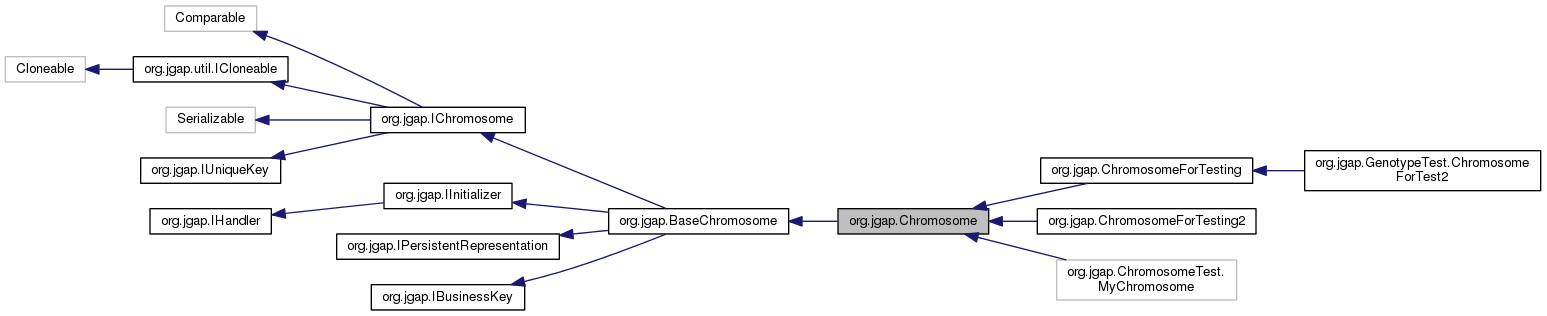 Comparable
Cloneable
org.jgap.util.ICloneable
Serializable
org.jgap.IChromosome
org.jgap.IUniqueKey
org.jgap.IInitializer
org.jgap.IHandler
org.jgap.IPersistentRepresentation
org.jgap.IBusinessKey
org.jgap.BaseChromosome
org.jgap.Chromosome
org.jgap.ChromosomeForTesting
org.jgap.GenotypeTest.Chromosome
ForTest2
org.jgap.ChromosomeForTesting2
org.jgap.ChromosomeTest.
MyChromosome